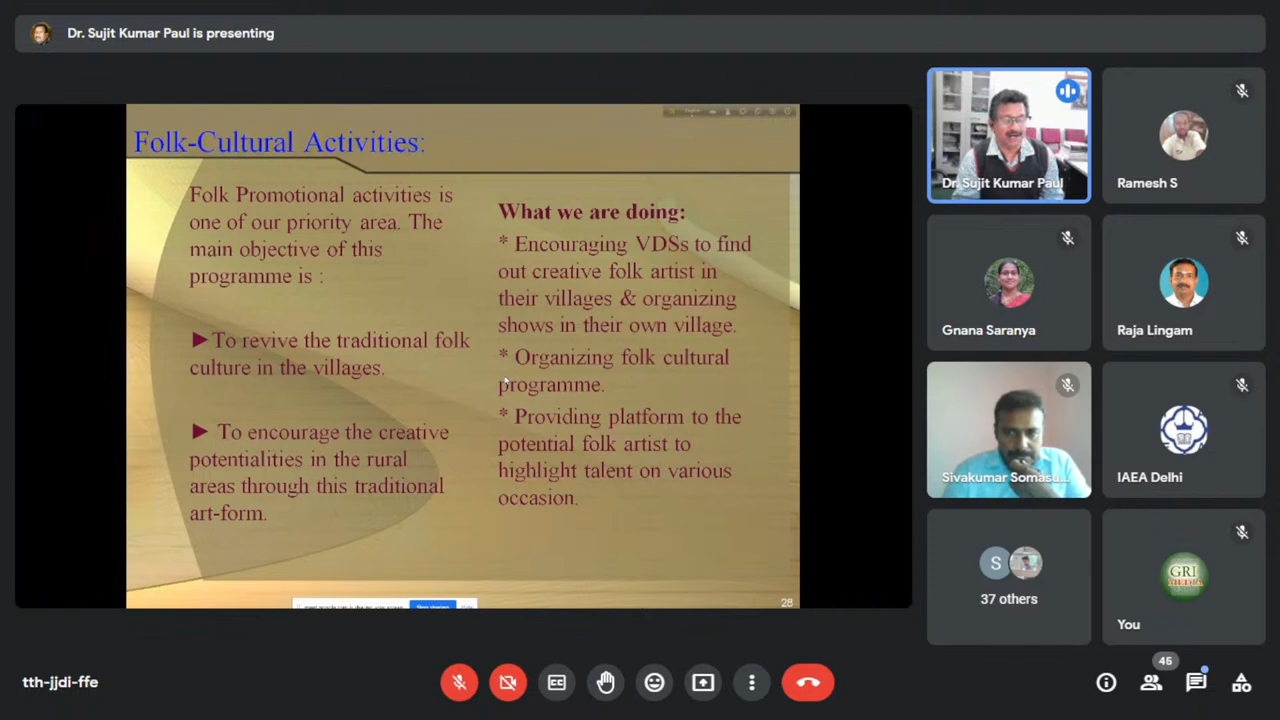 Dr. Sujit Kumar Paul is presenting
Folk-Cultural Activities:
Folk Promotional activities is
one of our priority area. The
main objective of this
programme is :
►To revive the traditional folk
culture in the villages.
► To encourage the creative
potentialities in the rural
areas through this traditional
art-form.
What we are doing:
* Encouraging VDSs to find
out creative folk artist in
their villages & organizing
shows in their own village.
* Organizing folk cultural
programme.
* Providing platform to the
potential folk artist to
highlight talent on various
occasion.
28
Dr. Sujit Kumar Paul
Ramesh S
Gnana Saranya
Raja Lingam
Sivakumar Somasu...
IAEA Delhi
S
37 others
GRI
You
tth-jjdi-ffe
CC
45